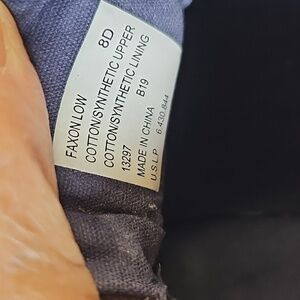 8D
FAXON LOW
COTTON/SYNTHETIC UPPER
COTTON/SYNTHETIC LINING
13297 B19
MADE IN CHINA
U.S.L.P. 6,430,844